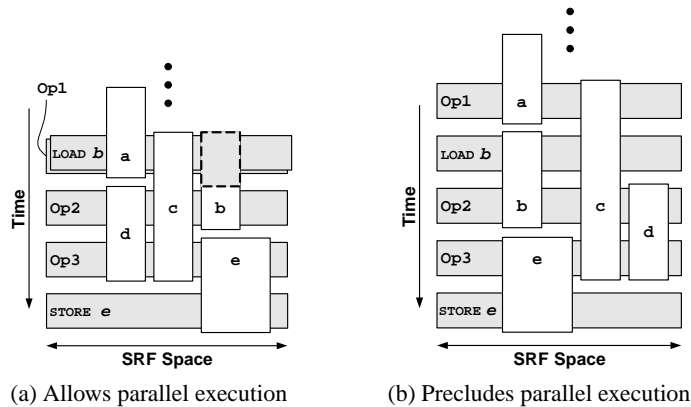 Op1
LOAD b
a
c
Op2
d
b
Op3
e
STORE e
Time
SRF Space
(a) Allows parallel execution
Op1
a
LOAD b
Op2
b
c
d
Op3
e
STORE e
Time
SRF Space
(b) Precludes parallel execution